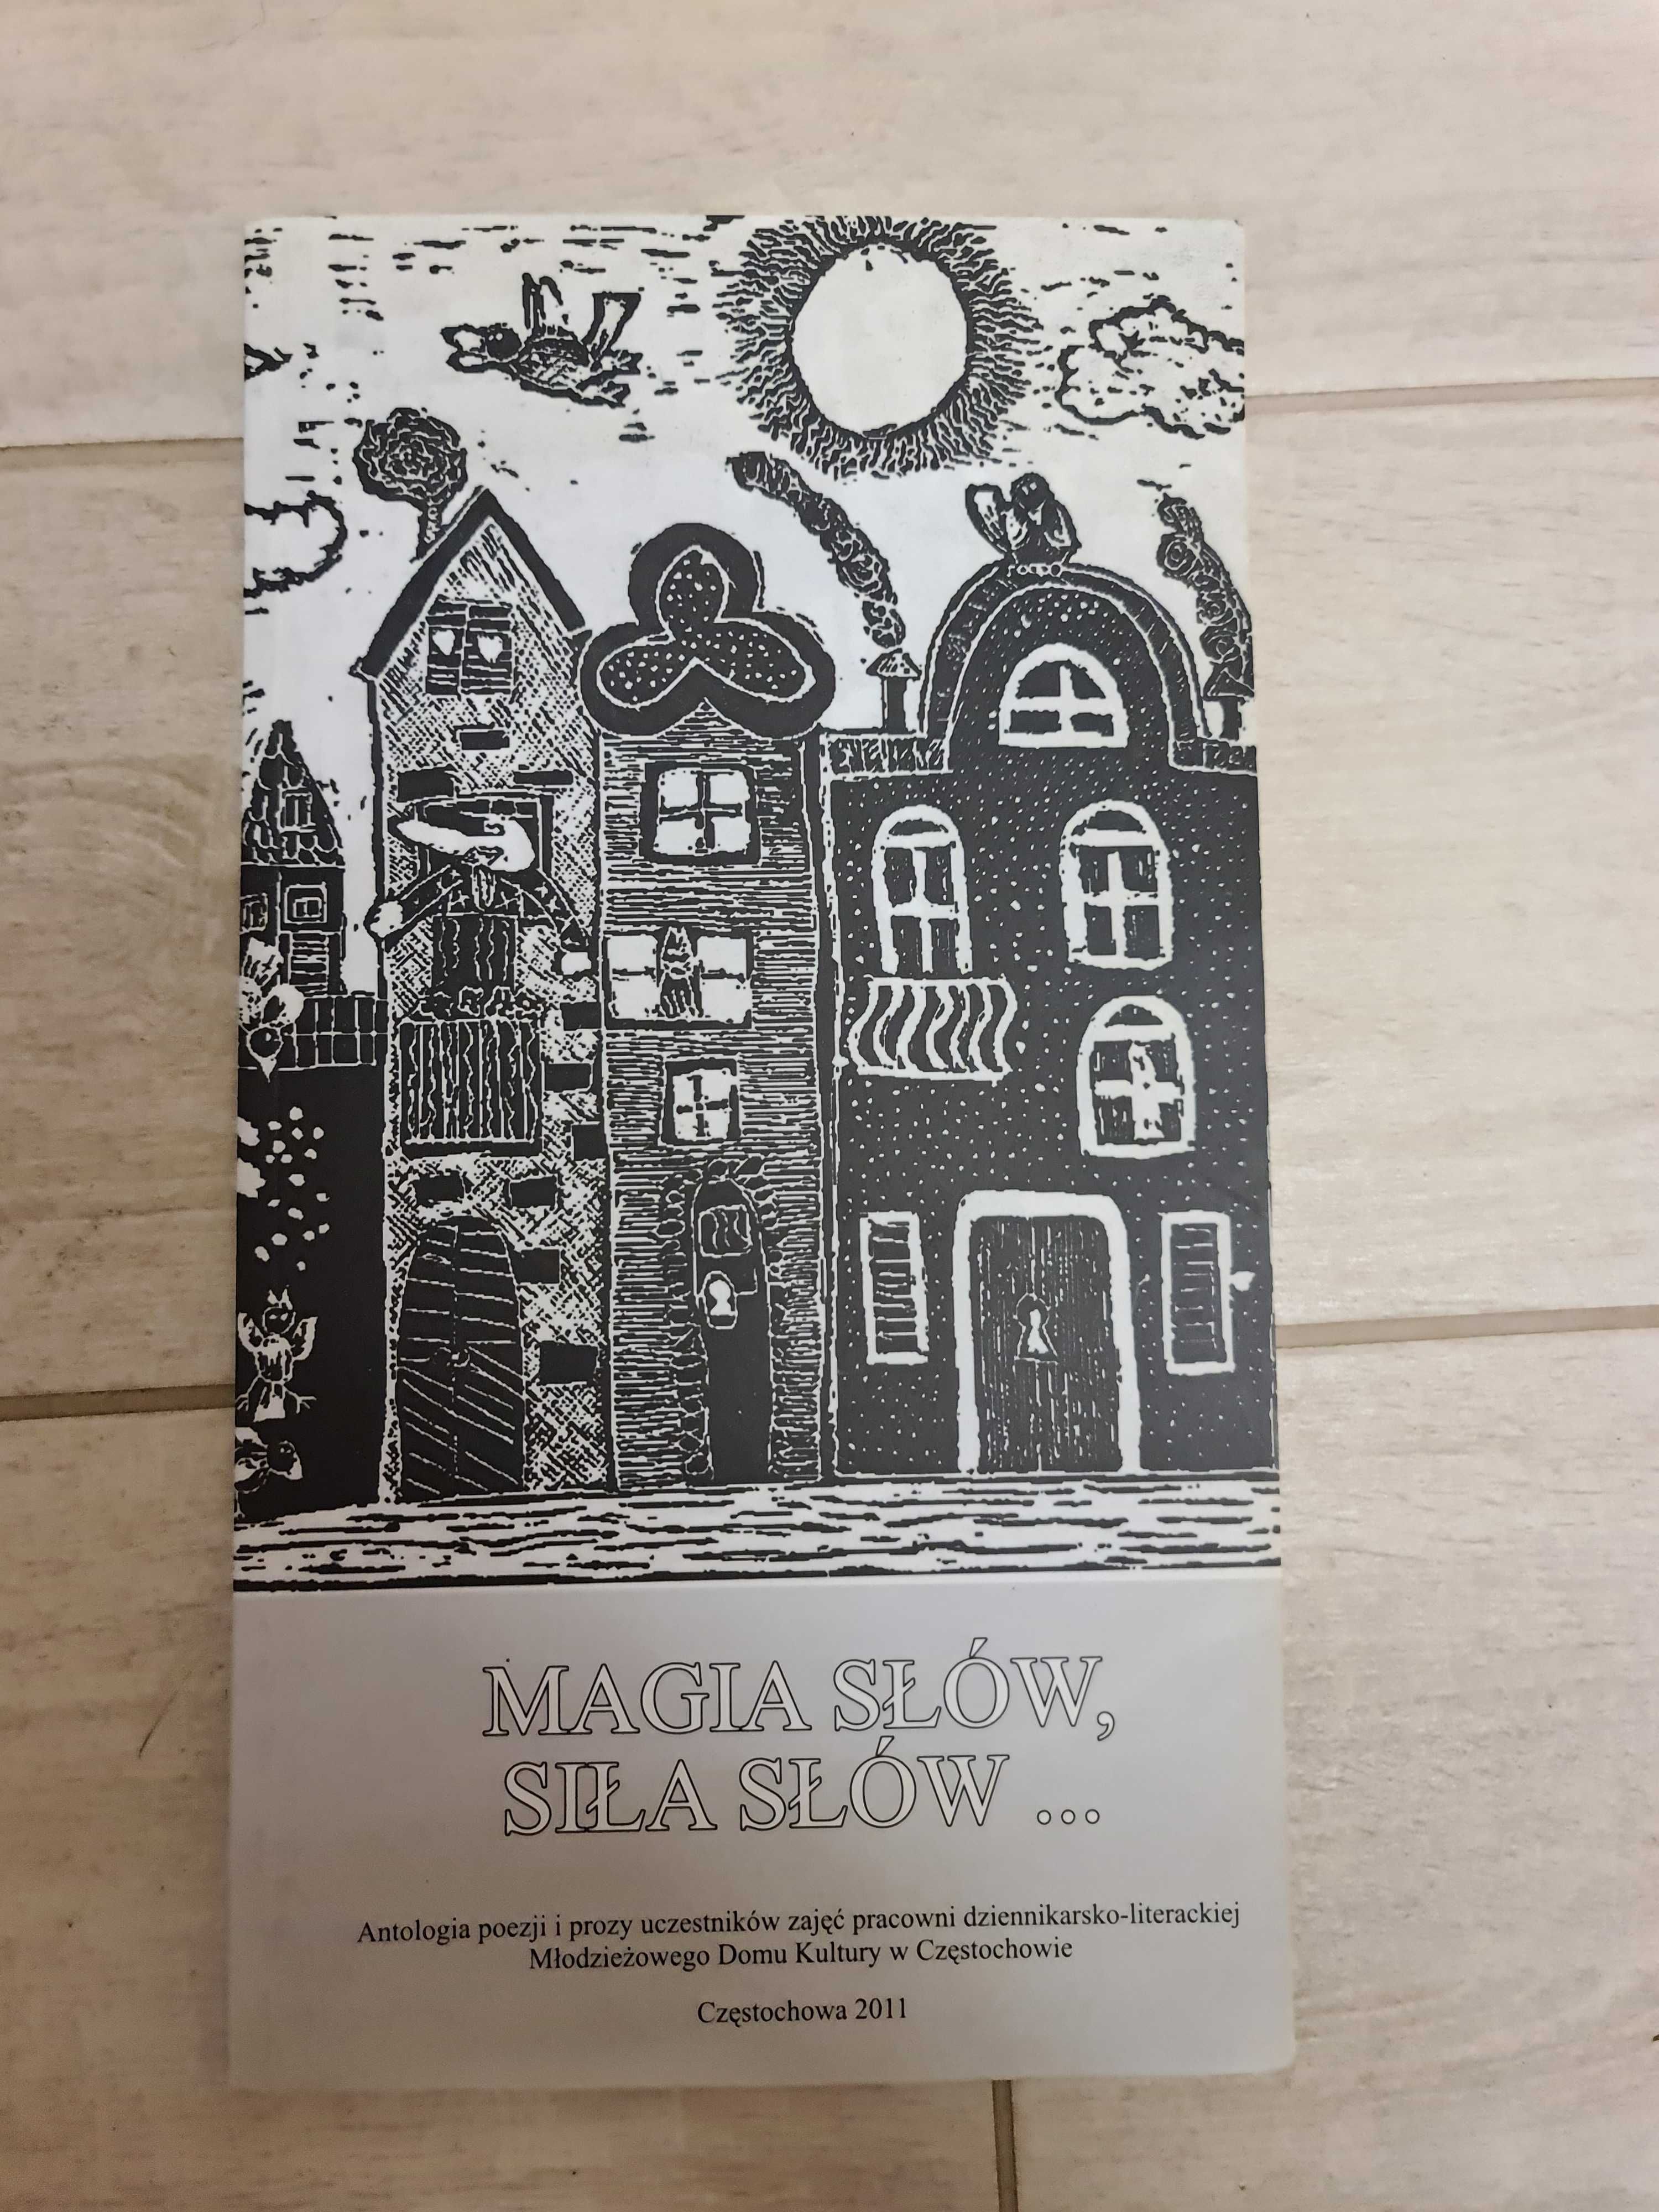 MAGIA SŁÓW,
SIŁA SŁÓW ...
Antologia poezji i prozy uczestników zajęć pracowni dziennikarsko-literackiej
Młodzieżowego Domu Kultury w Częstochowie
Częstochowa 2011